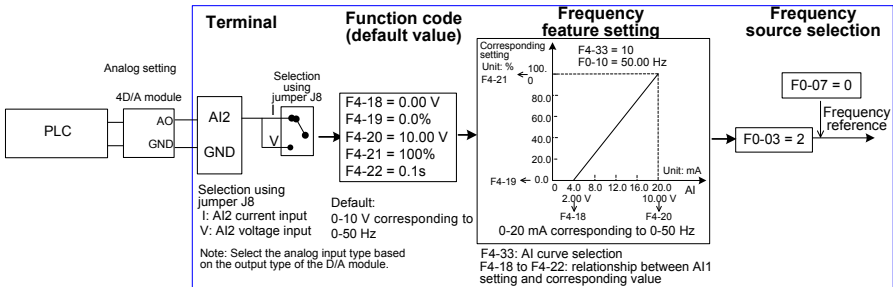 Terminal
Function code
(default value)
Frequency
feature setting
Frequency
source selection
Analog setting
4D/A module
PLC
AO
GND
AI2
GND
I
V
Selection
using
jumper J8
F4-18 = 0.00 V
F4-19 = 0.0%
F4-20 = 10.00 V
F4-21 = 100%
F4-22 = 0.1s
Corresponding
setting
Unit: %
F4-21
F4-33 = 10
F0-10 = 50.00 Hz
100.
0
80.0
60.0
40.0
20.0
F4-19
0.0
0 4.0 8.0 12.0 16.0 20.0
Unit: mA
AI
2.00 V 10.00 V
F4-18 F4-20
0-20 mA corresponding to 0-50 Hz
F0-07 = 0
Frequency
reference
F0-03 = 2
Selection using
jumper J8
I: AI2 current input
V: AI2 voltage input
Default:
0-10 V corresponding to
0-50 Hz
Note: Select the analog input type based
on the output type of the D/A module.
F4-33: AI curve selection
F4-18 to F4-22: relationship between AI1
setting and corresponding value